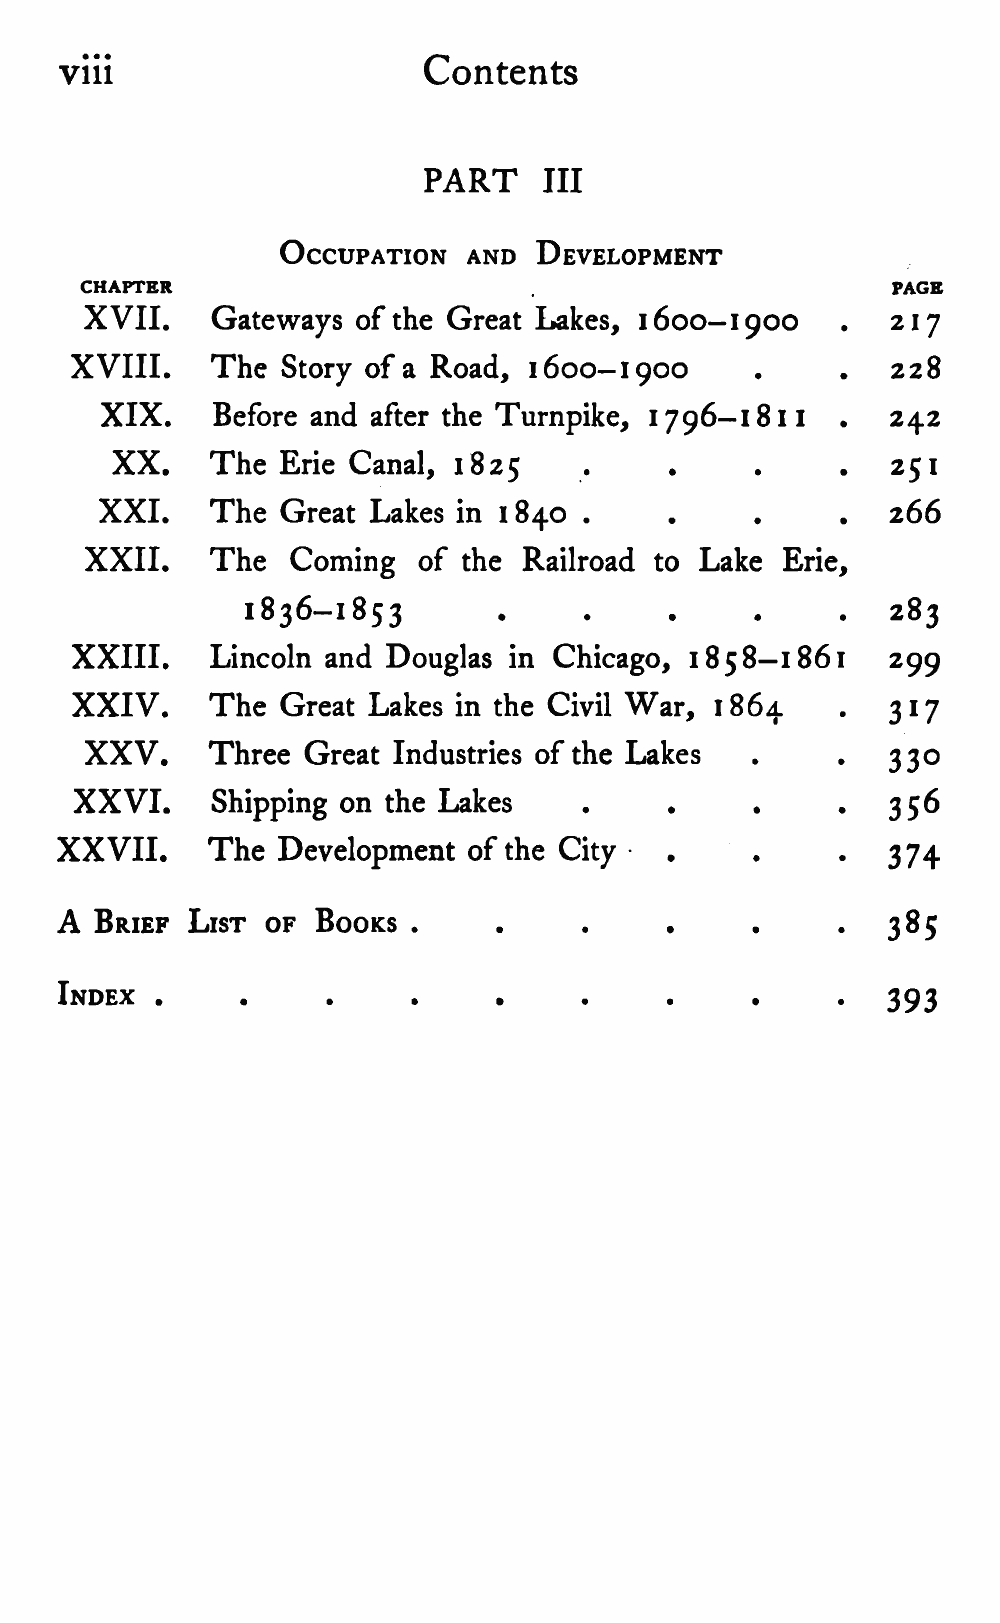 viii Contents
PART III
Occupation and Development
CHAPTER PAGE
XVII. Gateways of the Great Lakes, 1600–1900 . 217
XVIII. The Story of a Road, 1600–1900 . . 228
XIX. Before and after the Turnpike, 1796–1811 . 242
XX. The Erie Canal, 1825 . . . . 251
XXI. The Great Lakes in 1840 . . . . 266
XXII. The Coming of the Railroad to Lake Erie,
1836–1853 . . . . . 283
XXIII. Lincoln and Douglas in Chicago, 1858–1861 299
XXIV. The Great Lakes in the Civil War, 1864 . 317
XXV. Three Great Industries of the Lakes . . 330
XXVI. Shipping on the Lakes . . . . 356
XXVII. The Development of the City . . . 374
A Brief List of Books . . . . . . 385
Index . . . . . . . . . 393